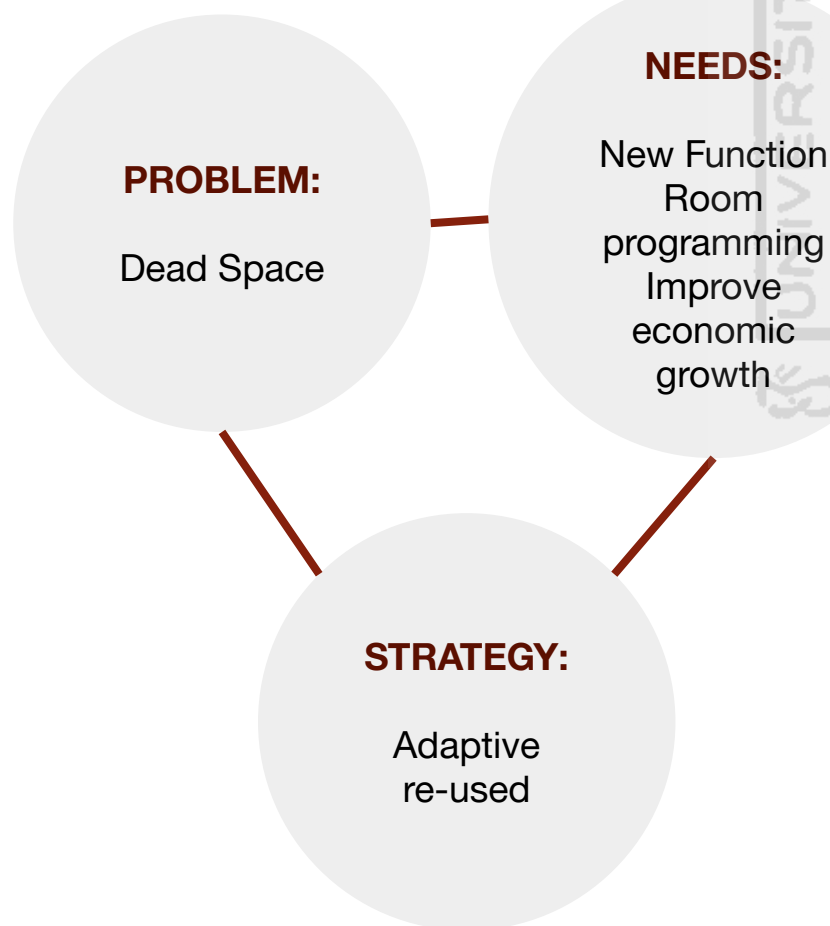 PROBLEM:
Dead Space
NEEDS:
New Function
Room
programming
Improve
economic
growth
STRATEGY:
Adaptive
re-used